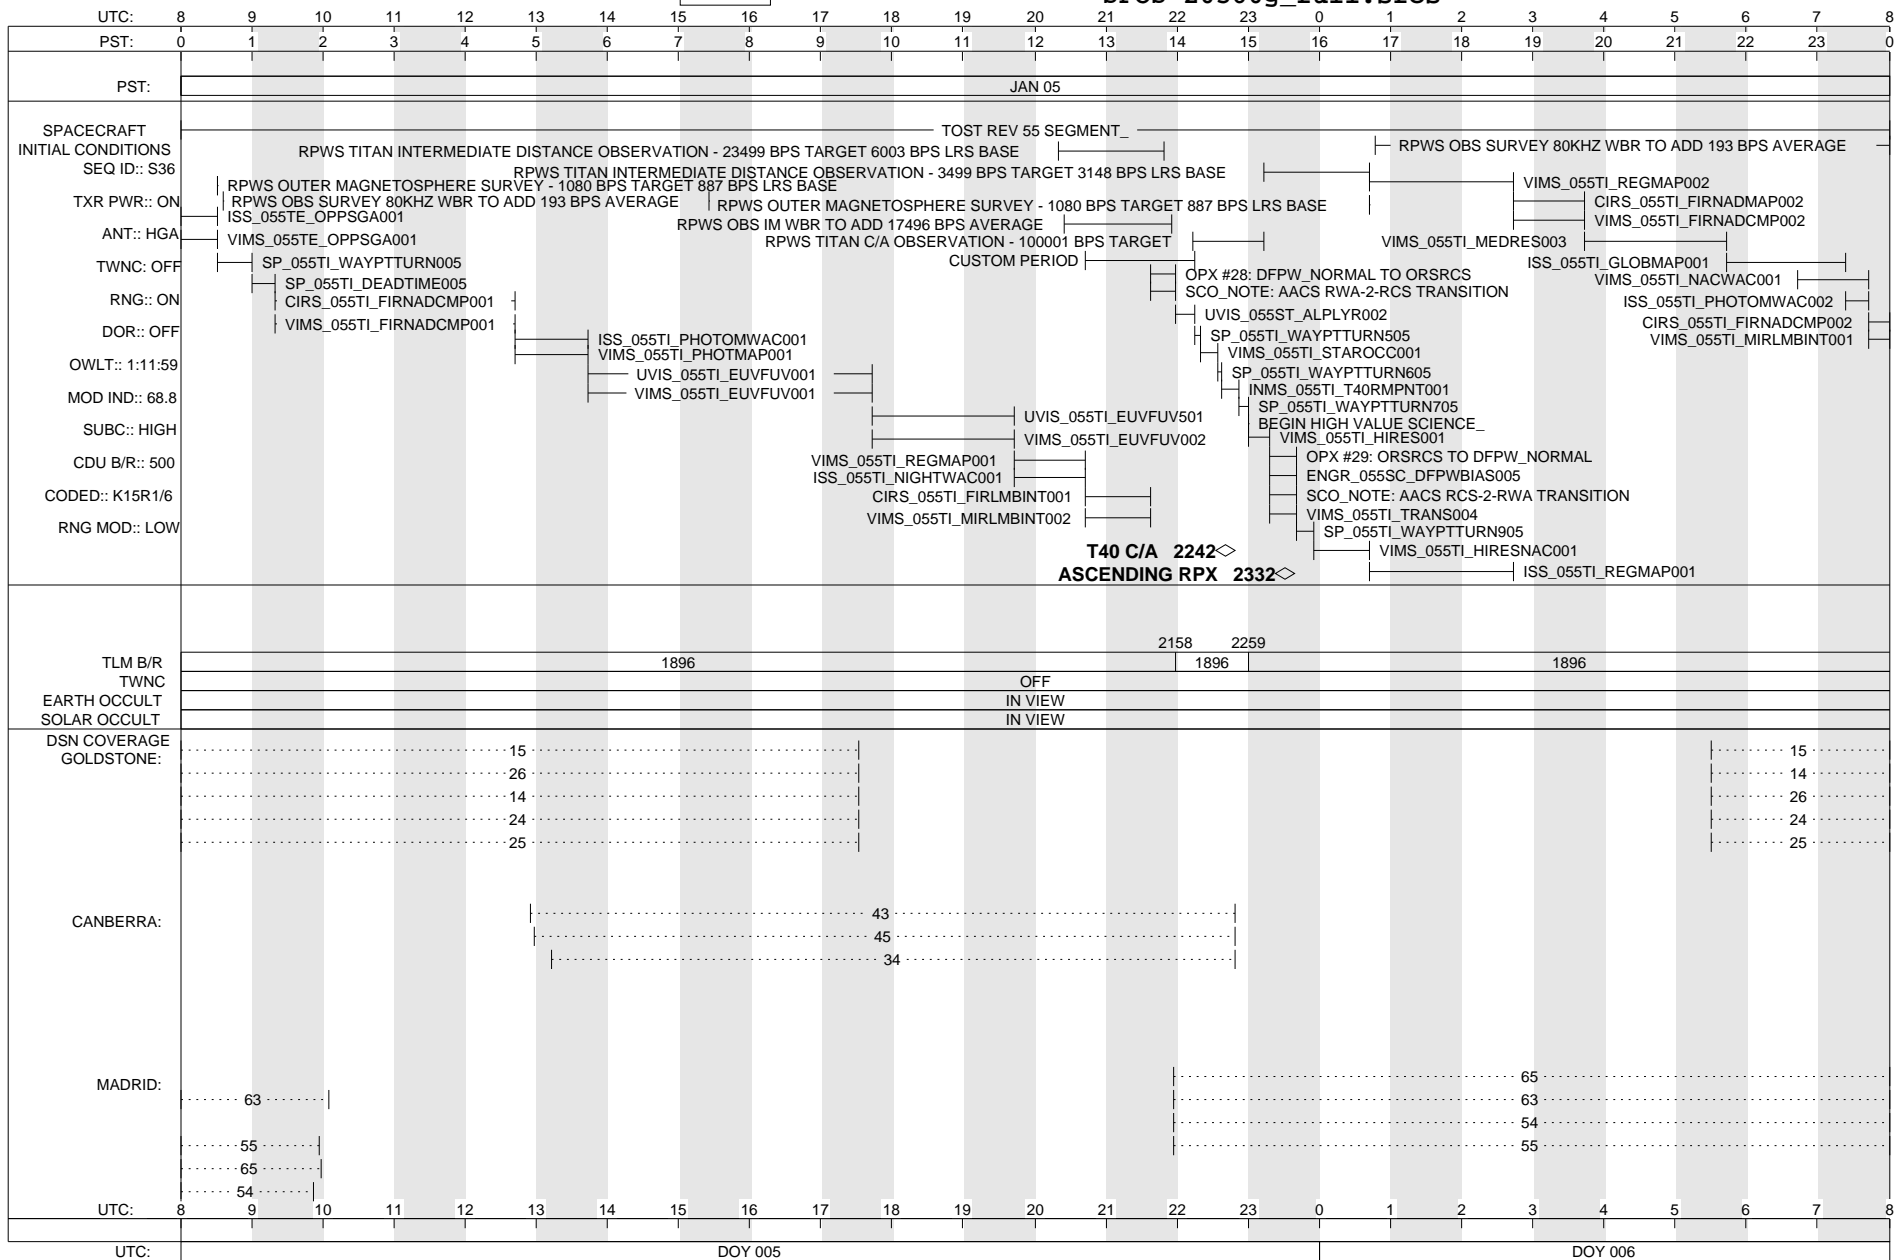 UTC: 8 9 10 11 12 13 14 15 16 17 18 19 20 21 22 23 0 1 2 3 4 5 6 7 8
PST: 0 1 2 3 4 5 6 7 8 9 10 11 12 13 14 15 16 17 18 19 20 21 22 23 0
PST: JAN 05
SPACECRAFT
INITIAL CONDITIONS
SEQ ID:: S36
TXR PWR:: ON
ANT:: HGA
TWNC: OFF
RNG:: ON
DOR:: OFF
OWLT:: 1:11:59
MOD IND:: 68.8
SUBC:: HIGH
CDU B/R:: 500
CODED:: K15R1/6
RNG MOD:: LOW
TOST REV 55 SEGMENT_
RPWS OBS SURVEY 80KHZ WBR TO ADD 193 BPS AVERAGE
RPWS TITAN INTERMEDIATE DISTANCE OBSERVATION - 23499 BPS TARGET 6003 BPS LRS BASE
RPWS TITAN INTERMEDIATE DISTANCE OBSERVATION - 3499 BPS TARGET 3148 BPS LRS BASE
RPWS OUTER MAGNETOSPHERE SURVEY - 1080 BPS TARGET 887 BPS LRS BASE
VIMS_055TI_REGMAP002
RPWS OBS SURVEY 80KHZ WBR TO ADD 193 BPS AVERAGE
RPWS OUTER MAGNETOSPHERE SURVEY - 1080 BPS TARGET 887 BPS LRS BASE
CIRS_055TI_FIRNADMAP002
ISS_055TE_OPPSGA001
RPWS OBS IM WBR TO ADD 17496 BPS AVERAGE
VIMS_055TI_FIRNADCMP002
VIMS_055TE_OPPSGA001
RPWS TITAN C/A OBSERVATION - 100001 BPS TARGET
VIMS_055TI_MEDRES003
SP_055TI_WAYPTTURN005
CUSTOM PERIOD
ISS_055TI_GLOBMAP001
OPX #28: DFPW_NORMAL TO ORSRCS
VIMS_055TI_NACWAC001
SP_055TI_DEADTIME005
SCO_NOTE: AACS RWA-2-RCS TRANSITION
CIRS_055TI_FIRNADCMP001
ISS_055TI_PHOTOMWAC002
UVIS_055ST_ALPLYR002
VIMS_055TI_FIRNADCMP001
CIRS_055TI_FIRNADCMP002
SP_055TI_WAYPTTURN505
ISS_055TI_PHOTOMWAC001
VIMS_055TI_MIRLMBINT001
VIMS_055TI_PHOTMAP001
VIMS_055TI_STAROCC001
UVIS_055TI_EUVFUV001
SP_055TI_WAYPTTURN605
VIMS_055TI_EUVFUV001
INMS_055TI_T40RMPNT001
SP_055TI_WAYPTTURN705
UVIS_055TI_EUVFUV501
BEGIN HIGH VALUE SCIENCE_
VIMS_055TI_EUVFUV002
VIMS_055TI_HIRES001
VIMS_055TI_REGMAP001
OPX #29: ORSRCS TO DFPW_NORMAL
ISS_055TI_NIGHTWAC001
ENGR_055SC_DFPWBIAS005
CIRS_055TI_FIRLMBINT001
SCO_NOTE: AACS RCS-2-RWA TRANSITION
VIMS_055TI_MIRLMBINT002
VIMS_055TI_TRANS004
SP_055TI_WAYPTTURN905
T40 C/A 2242
VIMS_055TI_HIRESNAC001
ASCENDING RPX 2332
ISS_055TI_REGMAP001
2158 2259
TLM B/R 1896 1896 1896
TWNC OFF
EARTH OCCULT IN VIEW
SOLAR OCCULT IN VIEW
DSN COVERAGE
GOLDSTONE:
15 15
26 14
14 26
24 24
25 25
CANBERRA:
43
45
34
MADRID:
65
63 63
54
55 55
65
54
UTC: 8 9 10 11 12 13 14 15 16 17 18 19 20 21 22 23 0 1 2 3 4 5 6 7 8
UTC: DOY 005 DOY 006